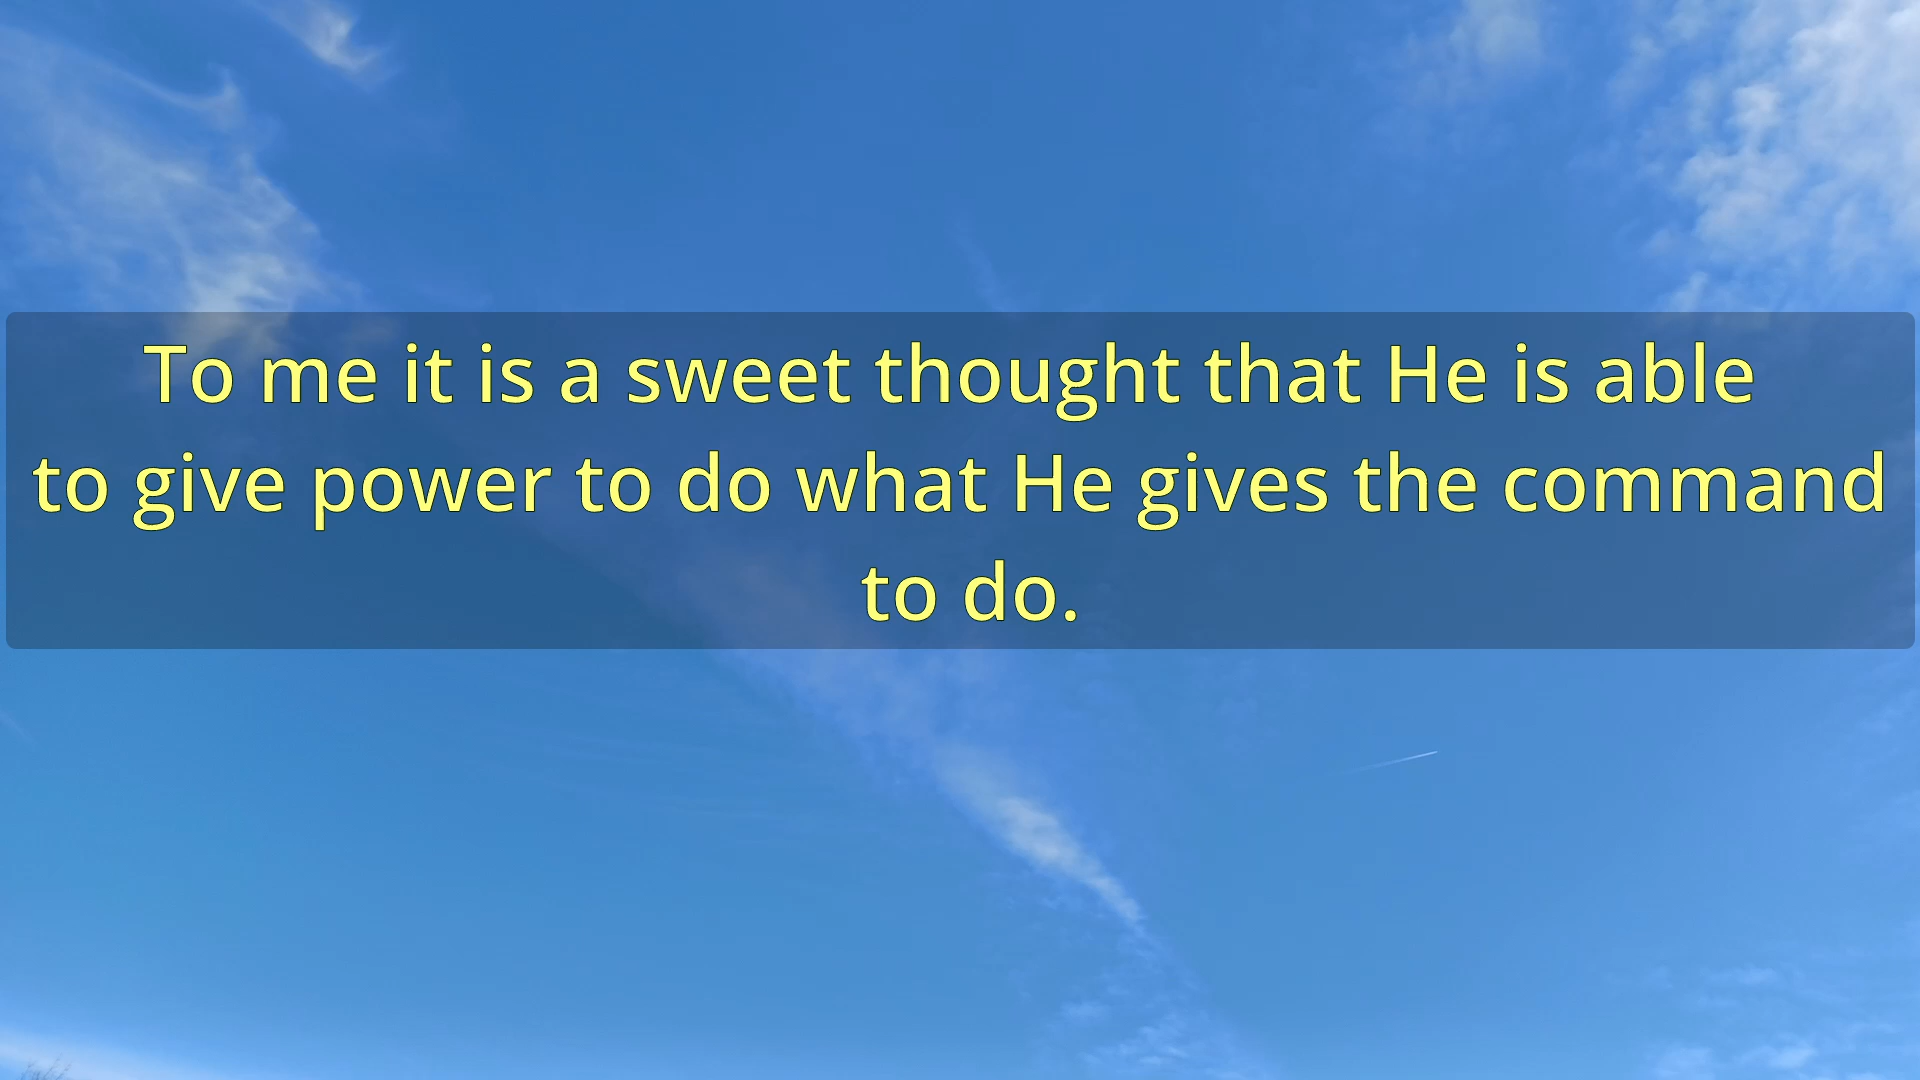 To me it is a sweet thought that He is able
to give power to do what He gives the command
to do.